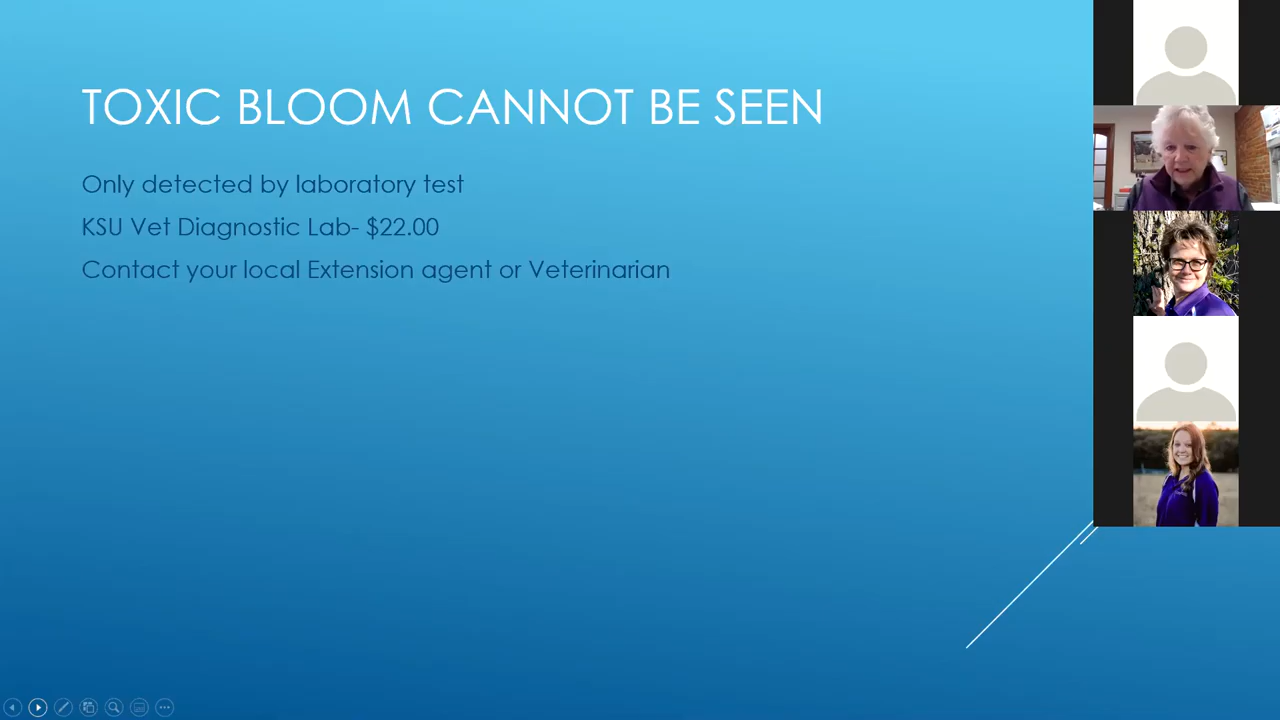 TOXIC BLOOM CANNOT BE SEEN
Only detected by laboratory test
KSU Vet Diagnostic Lab- $22.00
Contact your local Extension agent or Veterinarian